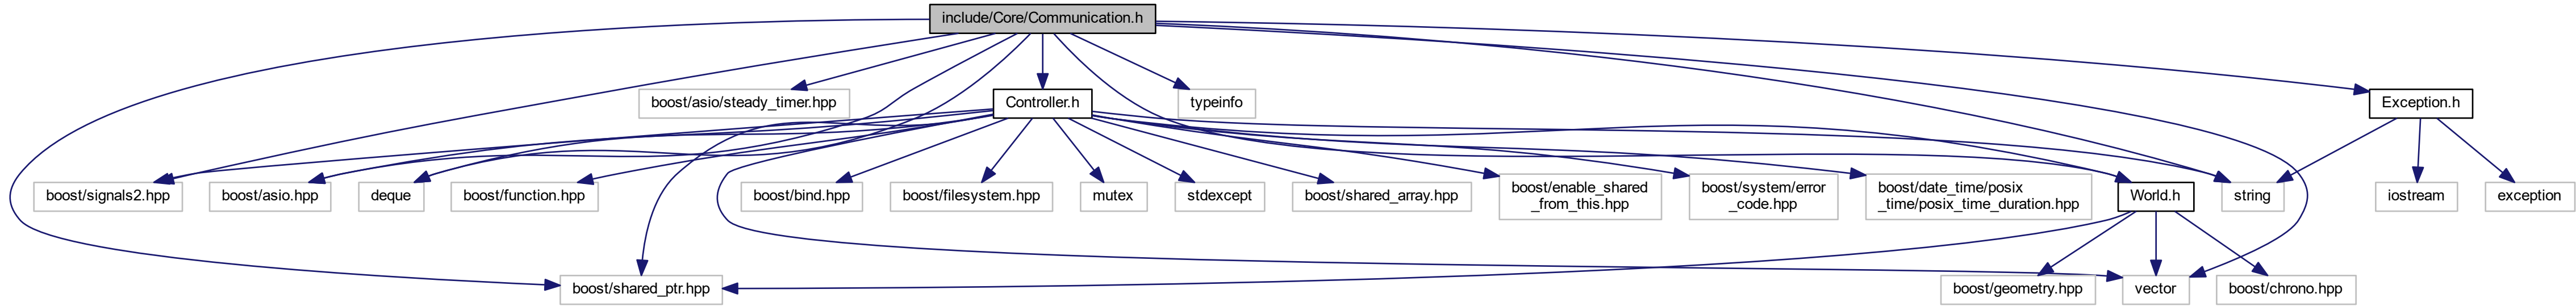 include/Core/Communication.h
boost/asio/steady_timer.hpp
Controller.h
typeinfo
Exception.h
boost/signals2.hpp
boost/asio.hpp
deque
boost/function.hpp
boost/bind.hpp
boost/filesystem.hpp
mutex
stdexcept
boost/shared_array.hpp
boost/enable_shared
_from_this.hpp
boost/system/error
_code.hpp
boost/date_time/posix
_time/posix_time_duration.hpp
World.h
string
iostream
exception
boost/shared_ptr.hpp
boost/geometry.hpp
vector
boost/chrono.hpp